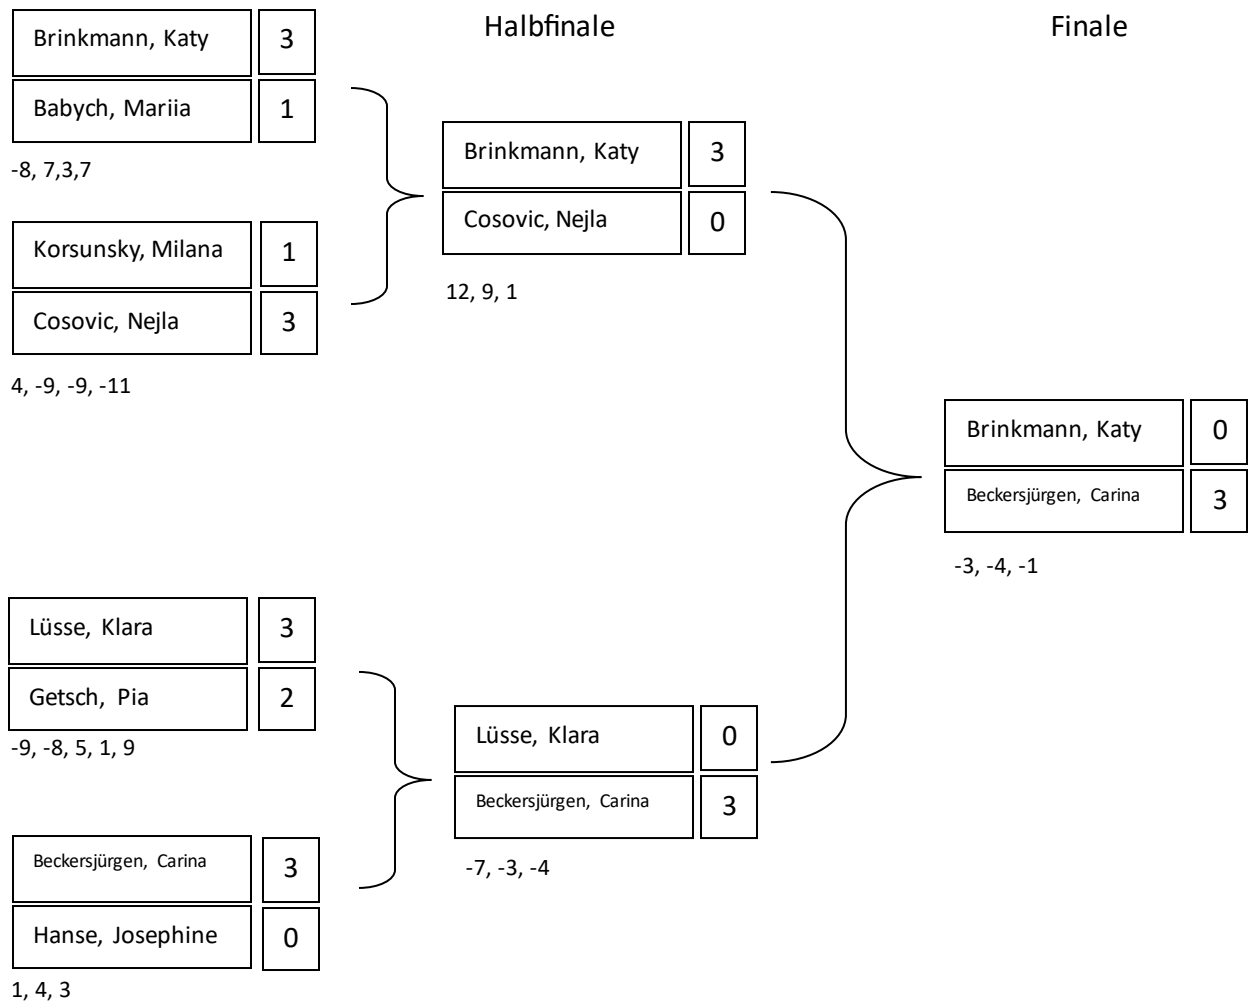 Halbfinale
Finale
Brinkmann, Katy 3
Babych, Mariia 1
-8, 7,3,7
Korsunsky, Milana 1
Cosovic, Nejla 3
4, -9, -9, -11
Lüsse, Klara 3
Getsch, Pia 2
-9, -8, 5, 1, 9
Beckersjürgen, Carina 3
Hanse, Josephine 0
1, 4, 3
Brinkmann, Katy 3
Cosovic, Nejla 0
12, 9, 1
Lüsse, Klara 0
Beckersjürgen, Carina 3
-7, -3, -4
Brinkmann, Katy 0
Beckersjürgen, Carina 3
-3, -4, -1